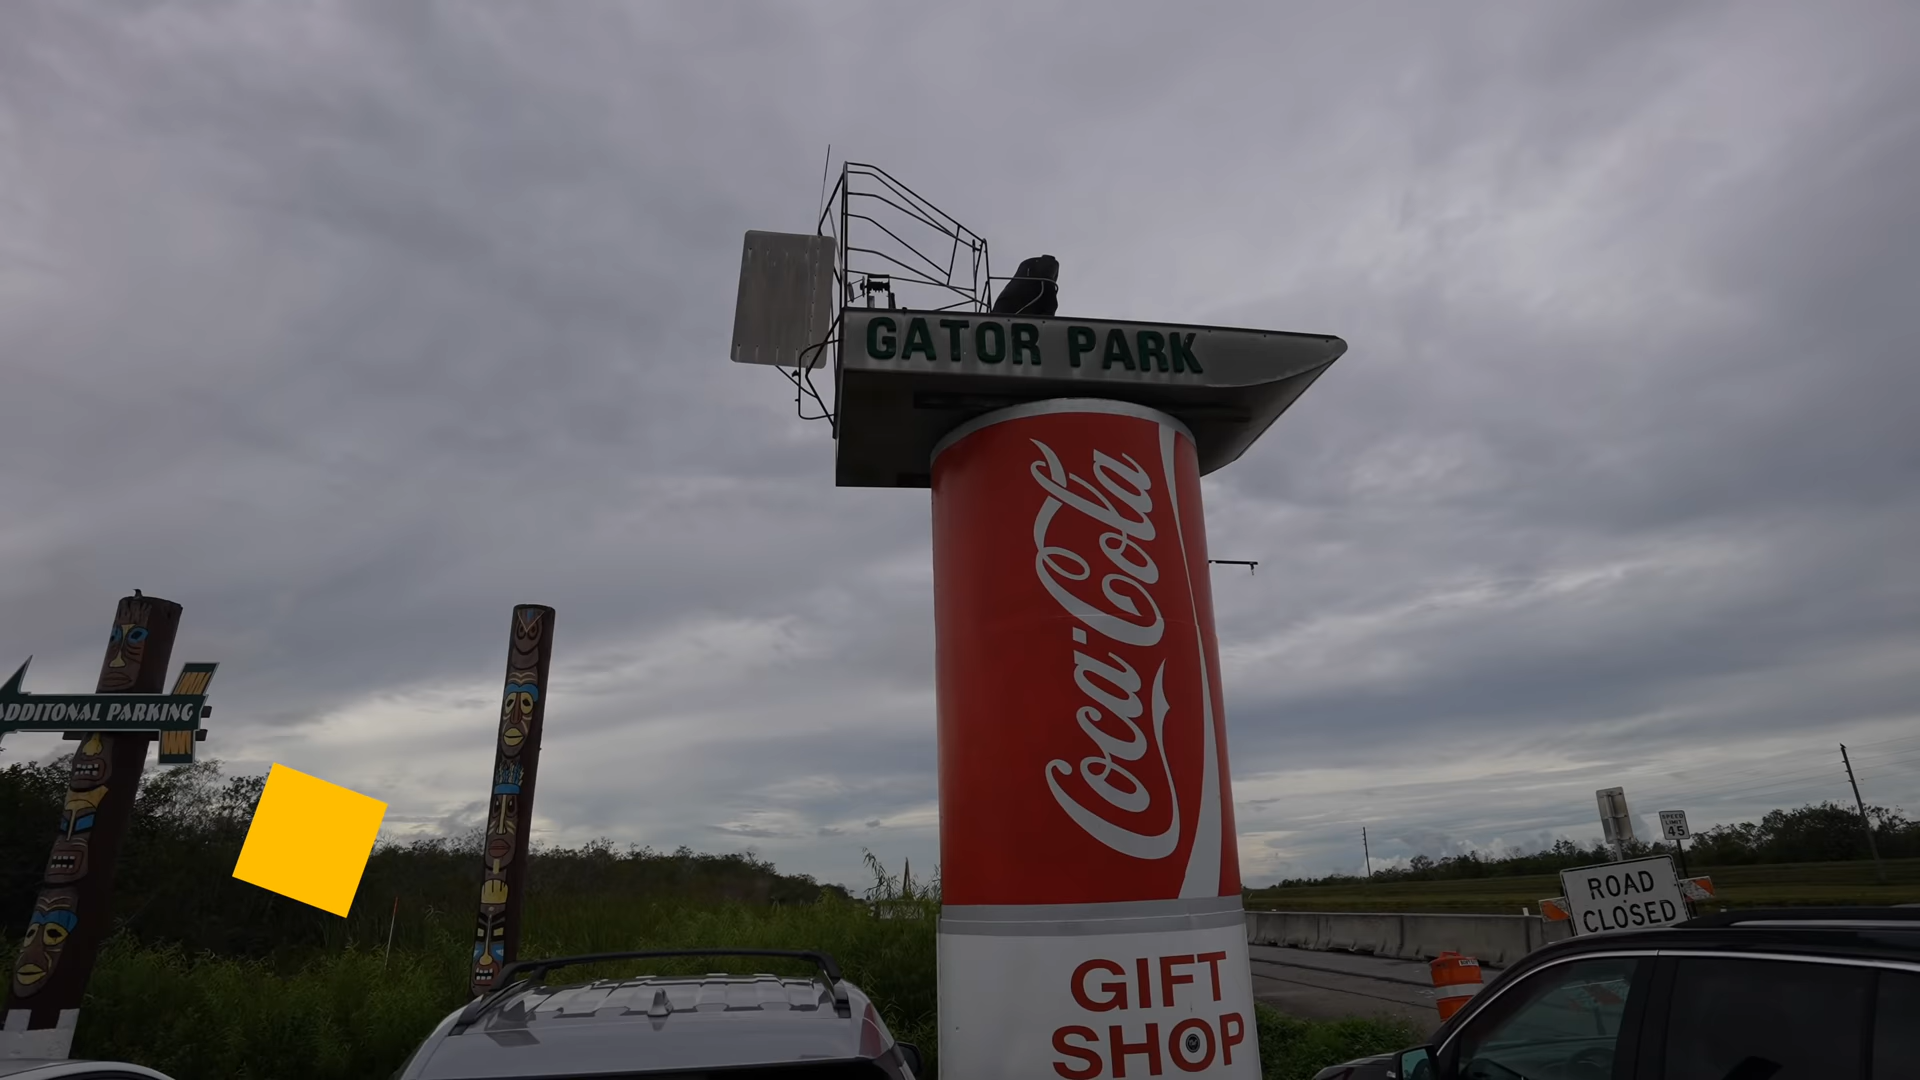 GATOR PARK
Coca-Cola
ADDITONAL PARKING
SPEED
LIMIT
45
ROAD
CLOSED
GIFT
SHOP